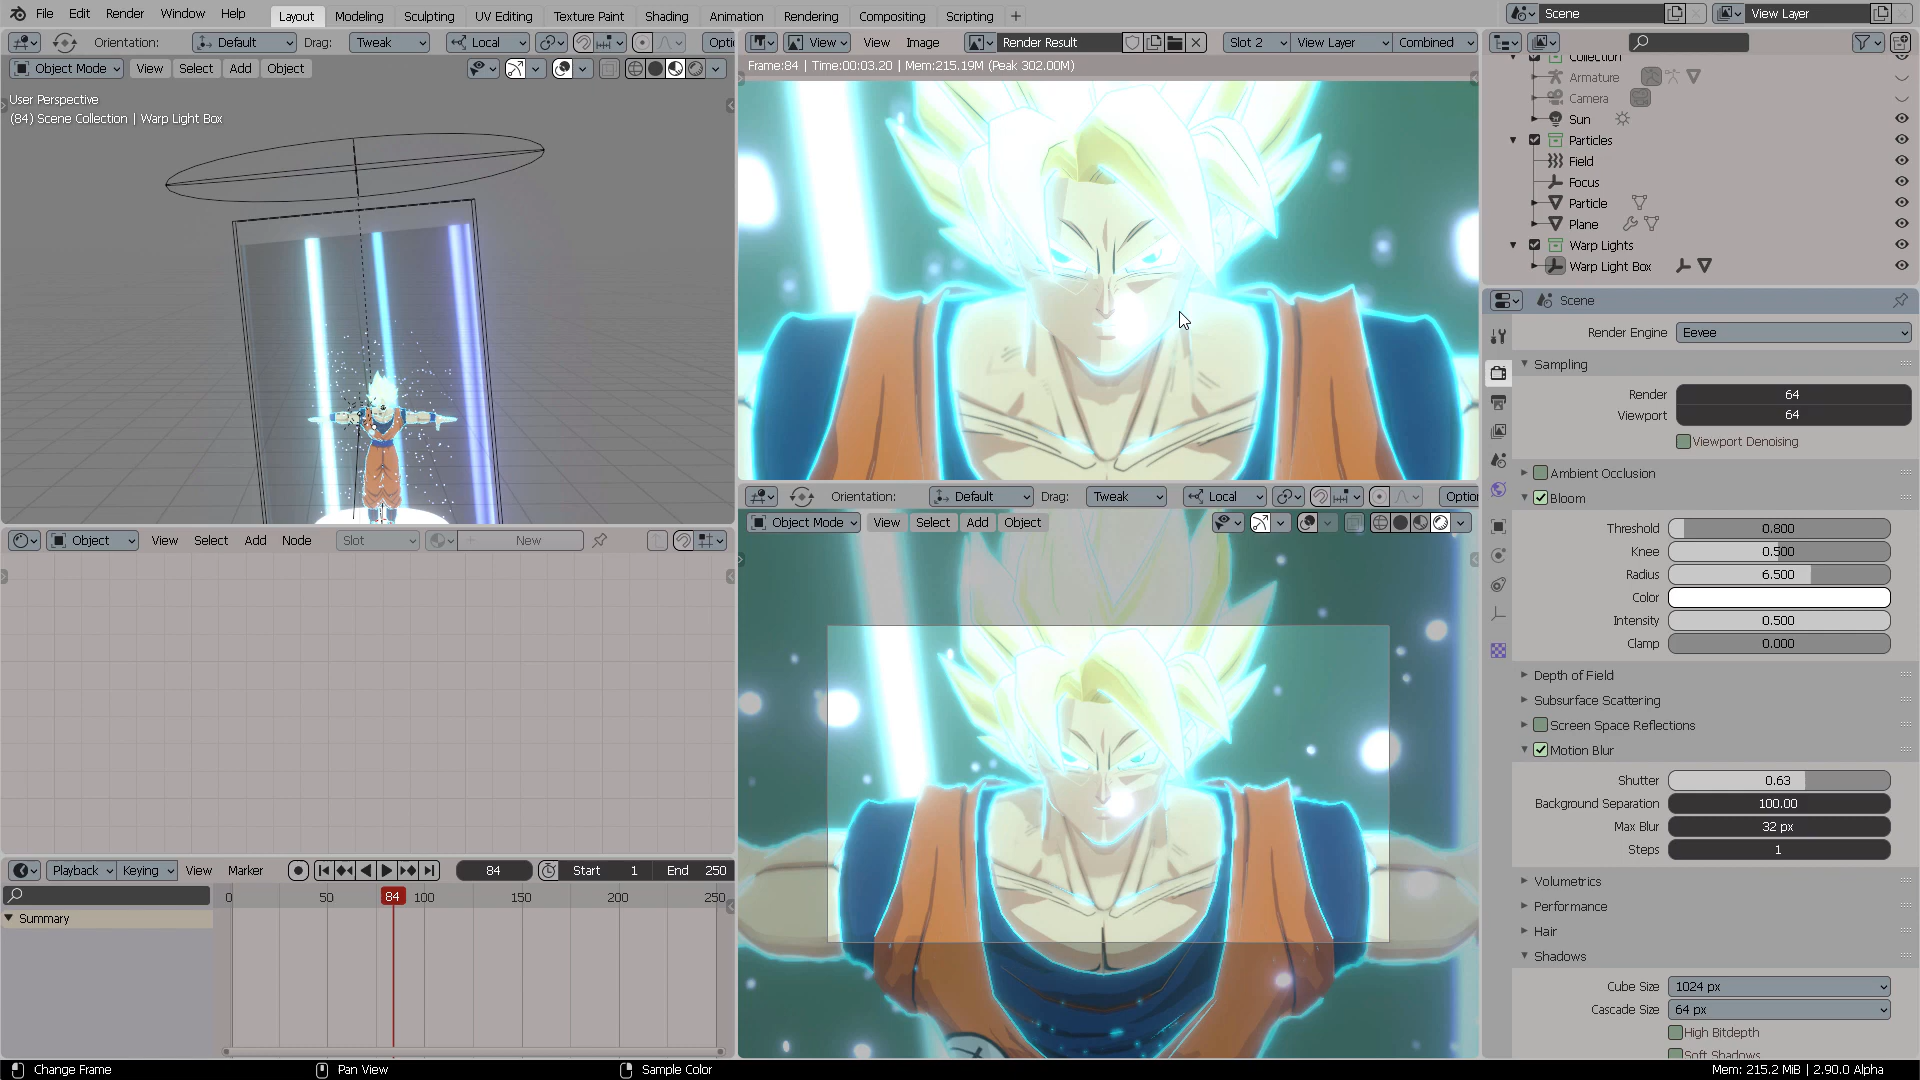 File Edit Render Window Help Layout Modeling Sculpting UV Editing Texture Paint Shading Animation Rendering Compositing Scripting + Scene View Layer
Orientation: Default Drag: Tweak Local Opti
Object Mode View Select Add Object
User Perspective
(84) Scene Collection | Warp Light Box
View View Image Render Result Slot 2 View Layer Combined
Frame:84 | Time:00:03.20 | Mem:215.19M (Peak 302.00M)
Collection
Armature
Camera
Sun
Particles
Field
Focus
Particle
Plane
Warp Lights
Warp Light Box
Scene
Render Engine Eevee
Sampling
Render 64
Viewport 64
Viewport Denoising
Ambient Occlusion
Bloom
Threshold 0.800
Knee 0.500
Radius 6.500
Color
Intensity 0.500
Clamp 0.000
Depth of Field
Subsurface Scattering
Screen Space Reflections
Motion Blur
Shutter 0.63
Background Separation 100.00
Max Blur 32 px
Steps 1
Volumetrics
Performance
Hair
Shadows
Cube Size 1024 px
Cascade Size 64 px
High Bitdepth
Soft Shadows
Orientation: Default Drag: Tweak Local Option
Object Mode View Select Add Object
Object View Select Add Node Slot New
Playback Keying View Marker 84 Start 1 End 250
0 50 84 100 150 200 250
Summary
Change Frame Pan View Sample Color Mem: 215.2 MiB | 2.90.0 Alpha